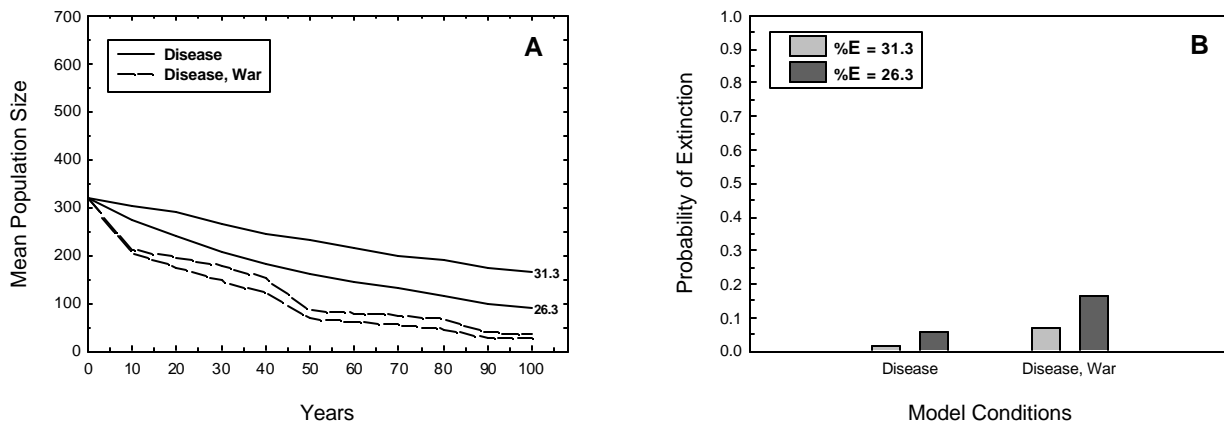 A
Disease
Disease, War
700
600
500
400
300
200
100
0
Mean Population Size
31.3
26.3
0 10 20 30 40 50 60 70 80 90 100
Years
B
%E = 31.3
%E = 26.3
1.0
0.9
0.8
0.7
0.6
0.5
0.4
0.3
0.2
0.1
0.0
Probability of Extinction
Disease Disease, War
Model Conditions